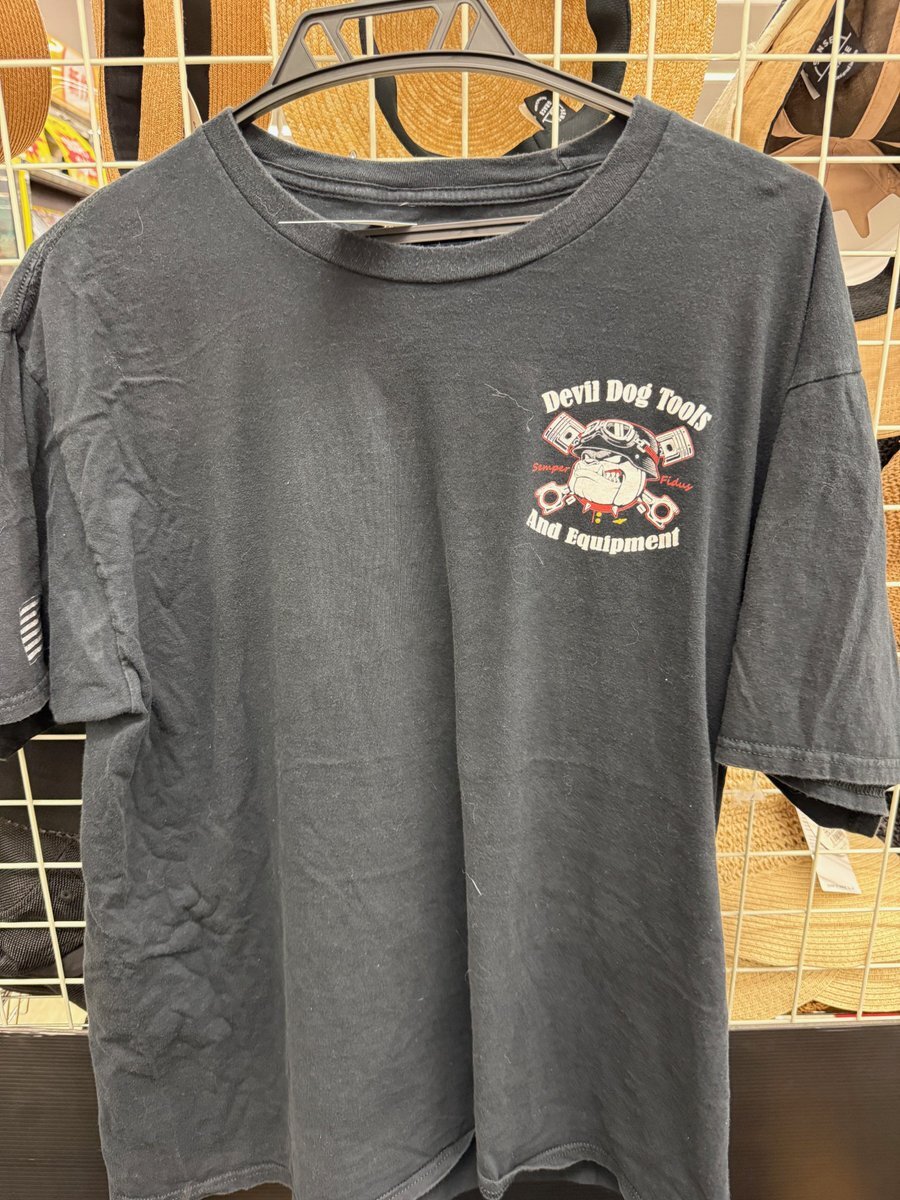 Devil Dog Tools
Semper Fidus
And Equipment